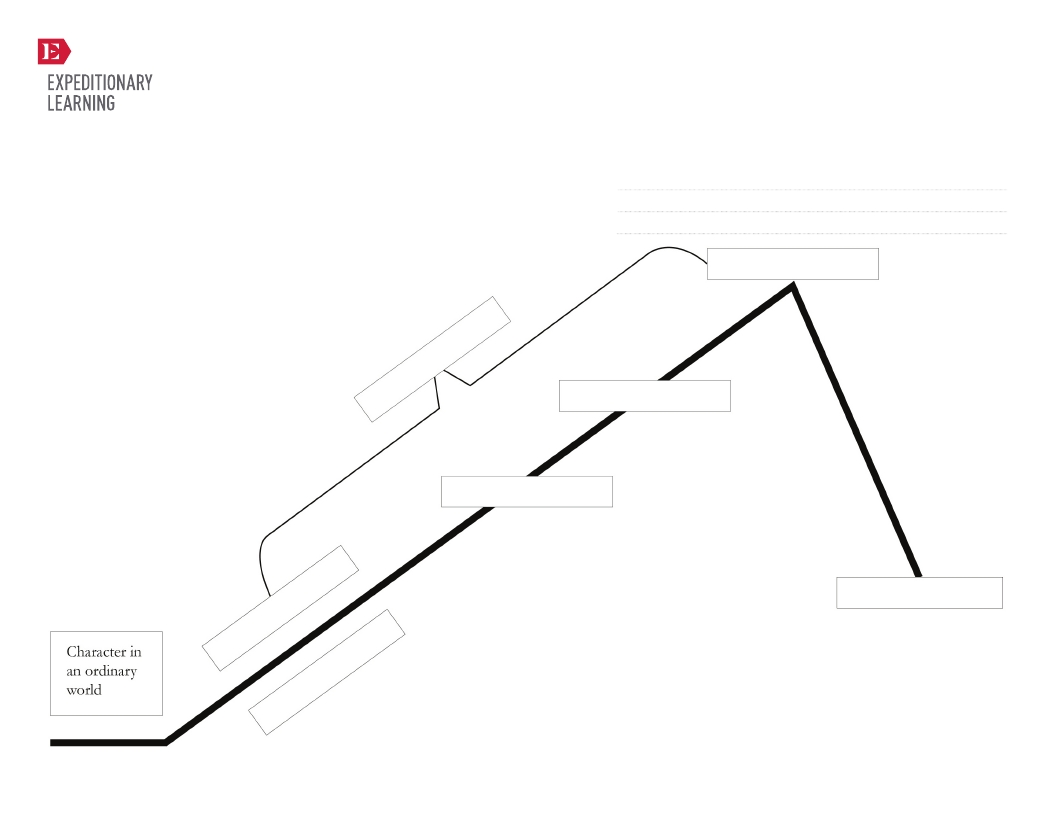 E
EXPEDITIONARY
LEARNING
Character in
an ordinary
world